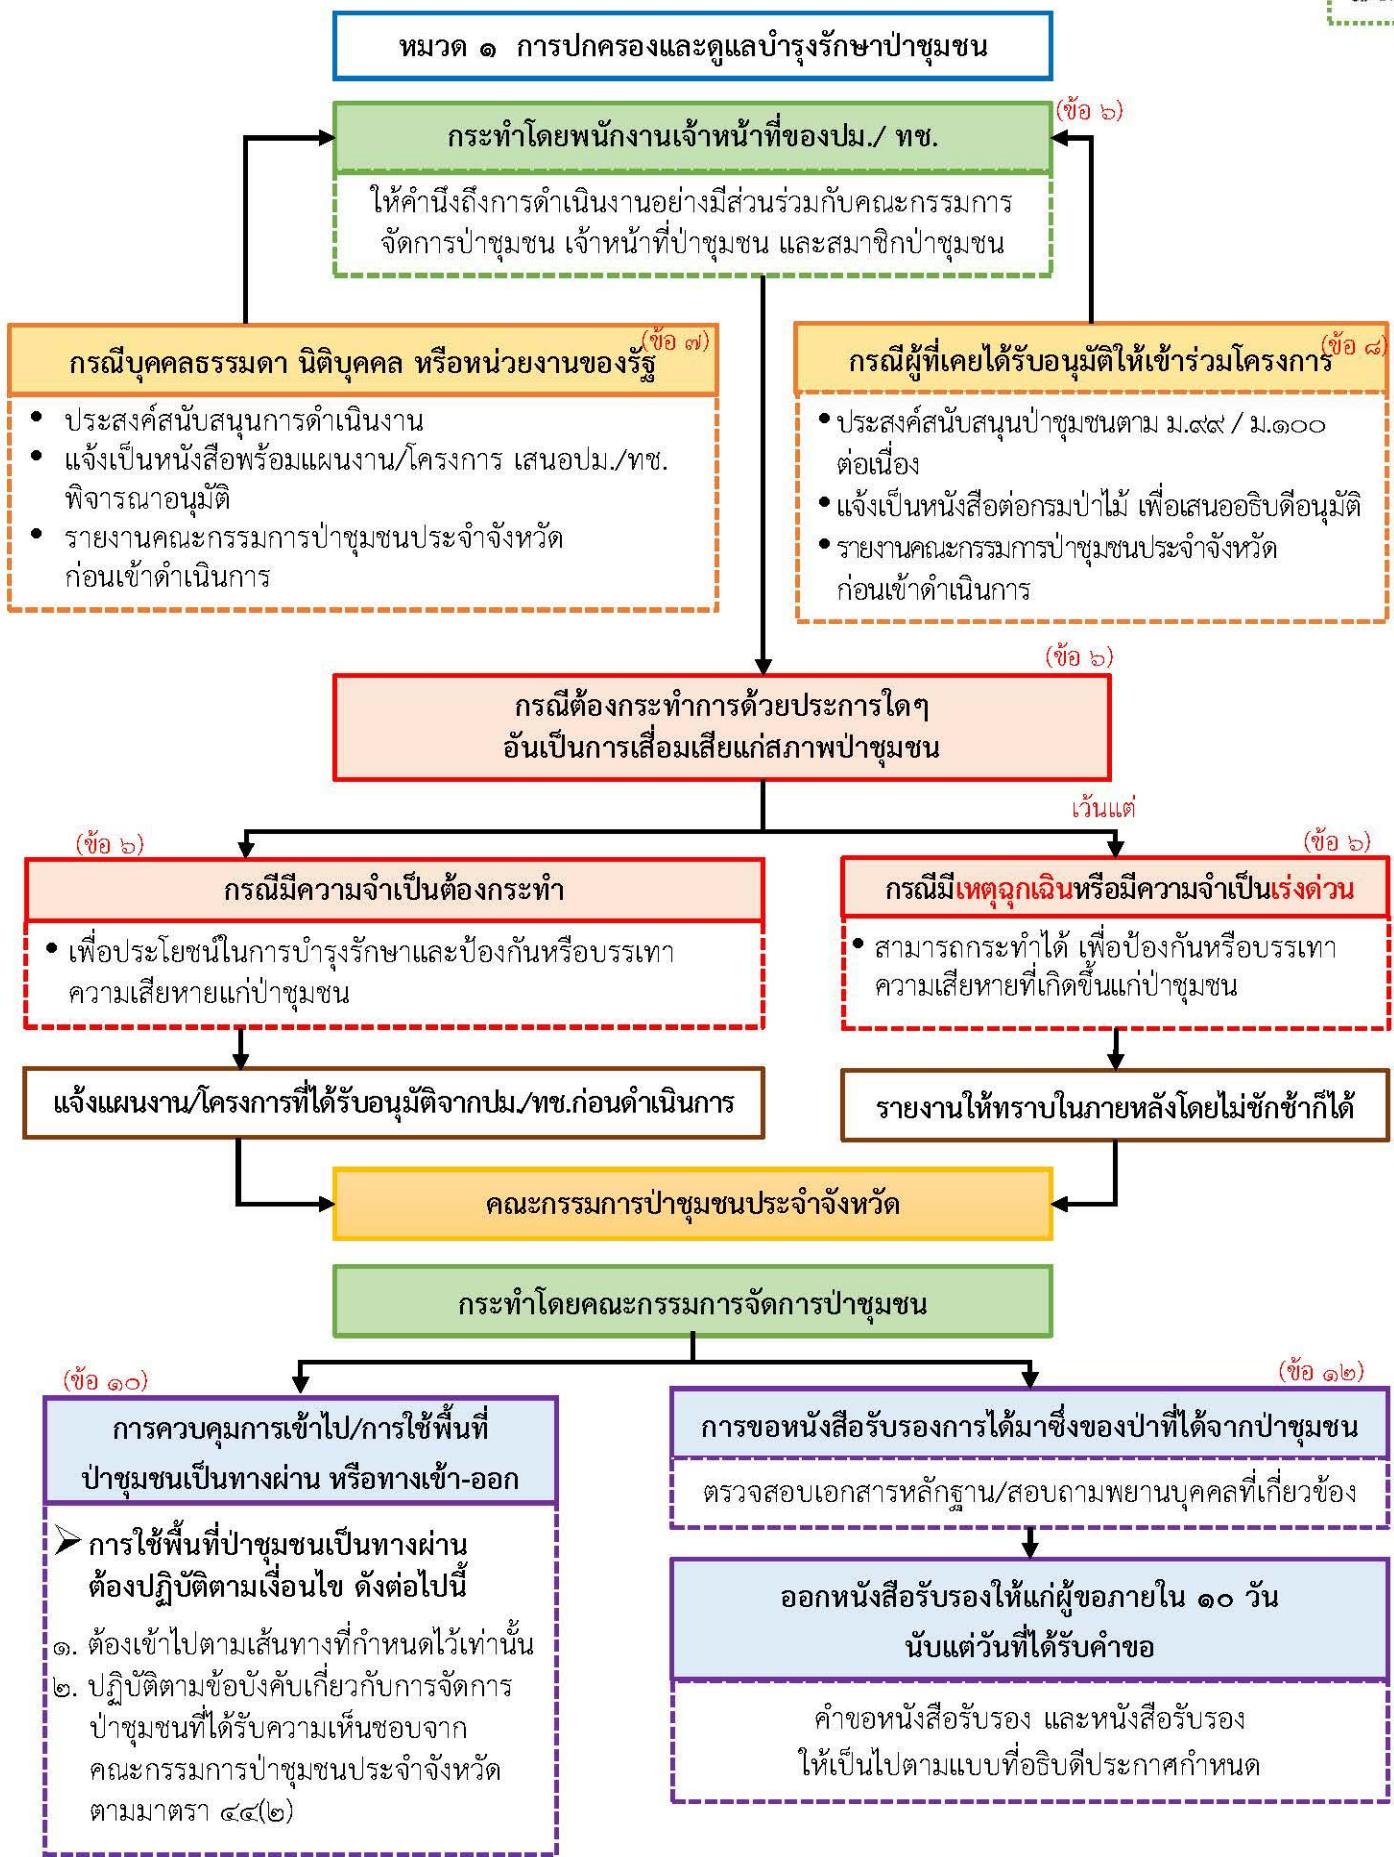 หมวด ๑  การปกครองและดูแลบำรุงรักษาป่าชุมชน
(ข้อ ๖)
กระทำโดยพนักงานเจ้าหน้าที่ของปม./ ทช.
ให้คำนึงถึงการดำเนินงานอย่างมีส่วนร่วมกับคณะกรรมการ
จัดการป่าชุมชน เจ้าหน้าที่ป่าชุมชน และสมาชิกป่าชุมชน
(ข้อ ๗)
กรณีบุคคลธรรมดา นิติบุคคล หรือหน่วยงานของรัฐ
• ประสงค์สนับสนุนการดำเนินงาน
• แจ้งเป็นหนังสือพร้อมแผนงาน/โครงการ เสนอปม./ทช.
พิจารณาอนุมัติ
• รายงานคณะกรรมการป่าชุมชนประจำจังหวัด
ก่อนเข้าดำเนินการ
(ข้อ ๘)
กรณีผู้ที่เคยได้รับอนุมัติให้เข้าร่วมโครงการ
• ประสงค์สนับสนุนป่าชุมชนตาม ม.๙๙ / ม.๑๐๐
ต่อเนื่อง
• แจ้งเป็นหนังสือต่อกรมป่าไม้ เพื่อเสนออธิบดีอนุมัติ
• รายงานคณะกรรมการป่าชุมชนประจำจังหวัด
ก่อนเข้าดำเนินการ
(ข้อ ๖)
กรณีต้องกระทำการด้วยประการใดๆ
อันเป็นการเสื่อมเสียแก่สภาพป่าชุมชน
เว้นแต่
(ข้อ ๖)
กรณีมีความจำเป็นต้องกระทำ
• เพื่อประโยชน์ในการบำรุงรักษาและป้องกันหรือบรรเทา
ความเสียหายแก่ป่าชุมชน
แจ้งแผนงาน/โครงการที่ได้รับอนุมัติจากปม./ทช.ก่อนดำเนินการ
(ข้อ ๖)
กรณีมีเหตุฉุกเฉินหรือมีความจำเป็นเร่งด่วน
• สามารถกระทำได้ เพื่อป้องกันหรือบรรเทา
ความเสียหายที่เกิดขึ้นแก่ป่าชุมชน
รายงานให้ทราบในภายหลังโดยไม่ชักช้าก็ได้
คณะกรรมการป่าชุมชนประจำจังหวัด
กระทำโดยคณะกรรมการจัดการป่าชุมชน
(ข้อ ๑๐)
การควบคุมการเข้าไป/การใช้พื้นที่
ป่าชุมชนเป็นทางผ่าน หรือทางเข้า-ออก
➢ การใช้พื้นที่ป่าชุมชนเป็นทางผ่าน
ต้องปฏิบัติตามเงื่อนไข ดังต่อไปนี้
๑. ต้องเข้าไปตามเส้นทางที่กำหนดไว้เท่านั้น
๒. ปฏิบัติตามข้อบังคับเกี่ยวกับการจัดการ
ป่าชุมชนที่ได้รับความเห็นชอบจาก
คณะกรรมการป่าชุมชนประจำจังหวัด
ตามมาตรา ๔๔(๒)
(ข้อ ๑๒)
การขอหนังสือรับรองการได้มาซึ่งของป่าที่ได้จากป่าชุมชน
ตรวจสอบเอกสารหลักฐาน/สอบถามพยานบุคคลที่เกี่ยวข้อง
ออกหนังสือรับรองให้แก่ผู้ขอภายใน ๑๐ วัน
นับแต่วันที่ได้รับคำขอ
คำขอหนังสือรับรอง และหนังสือรับรอง
ให้เป็นไปตามแบบที่อธิบดีประกาศกำหนด